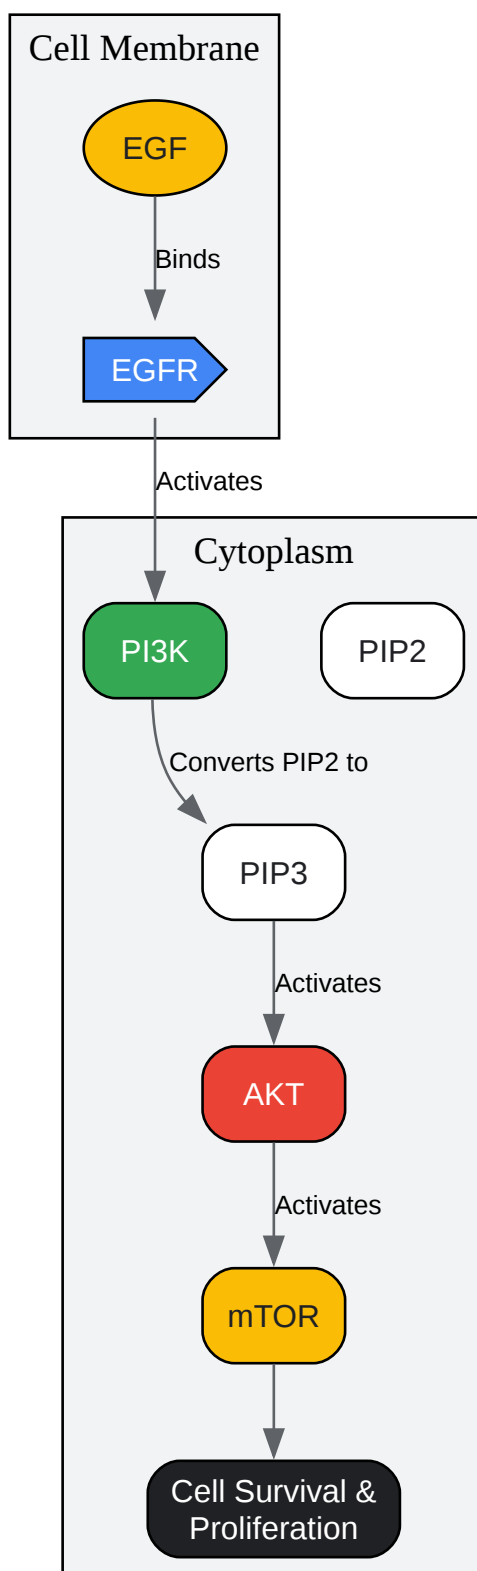 Cell Membrane
EGF
Binds
EGFR
Activates
Cytoplasm
PI3K
PIP2
Converts PIP2 to
PIP3
Activates
AKT
Activates
mTOR
Cell Survival &
Proliferation